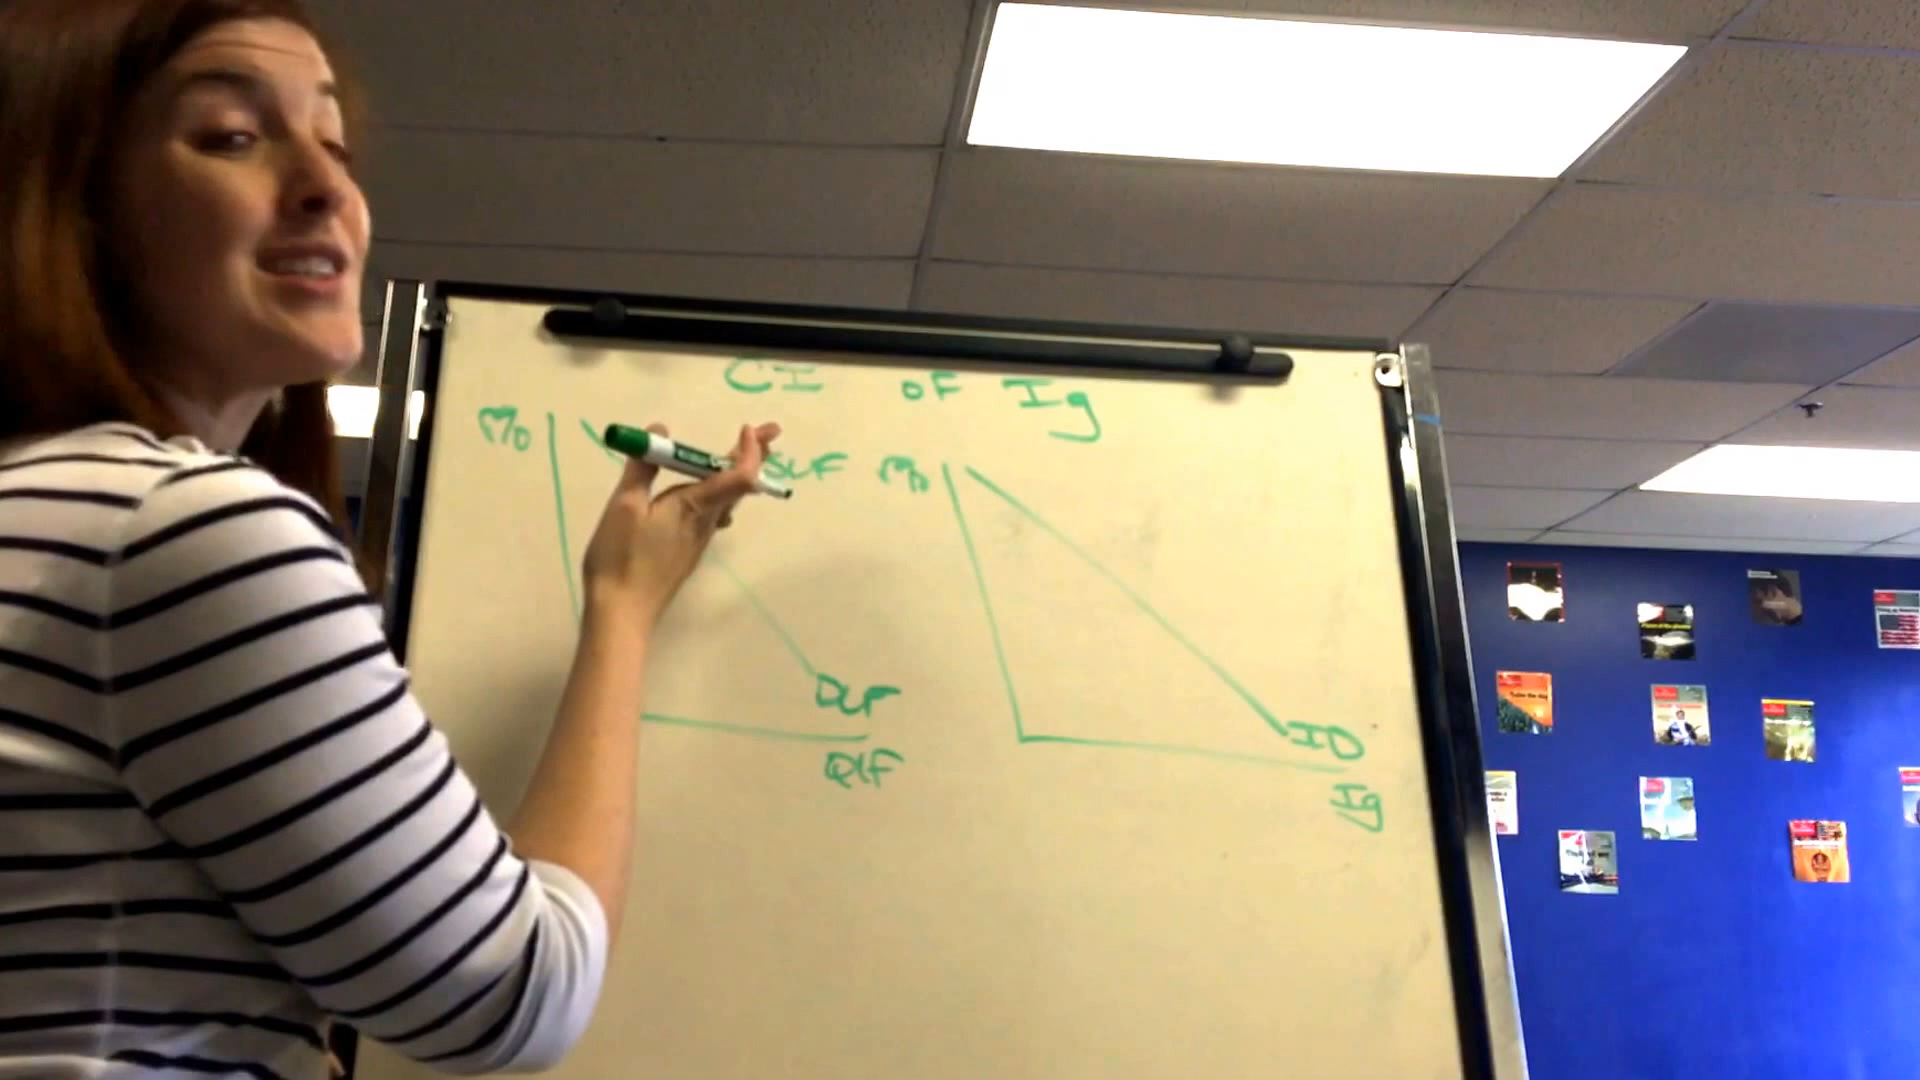 CI of Ig
r%
SLF
r%
DLF
QLF
ID
Ig